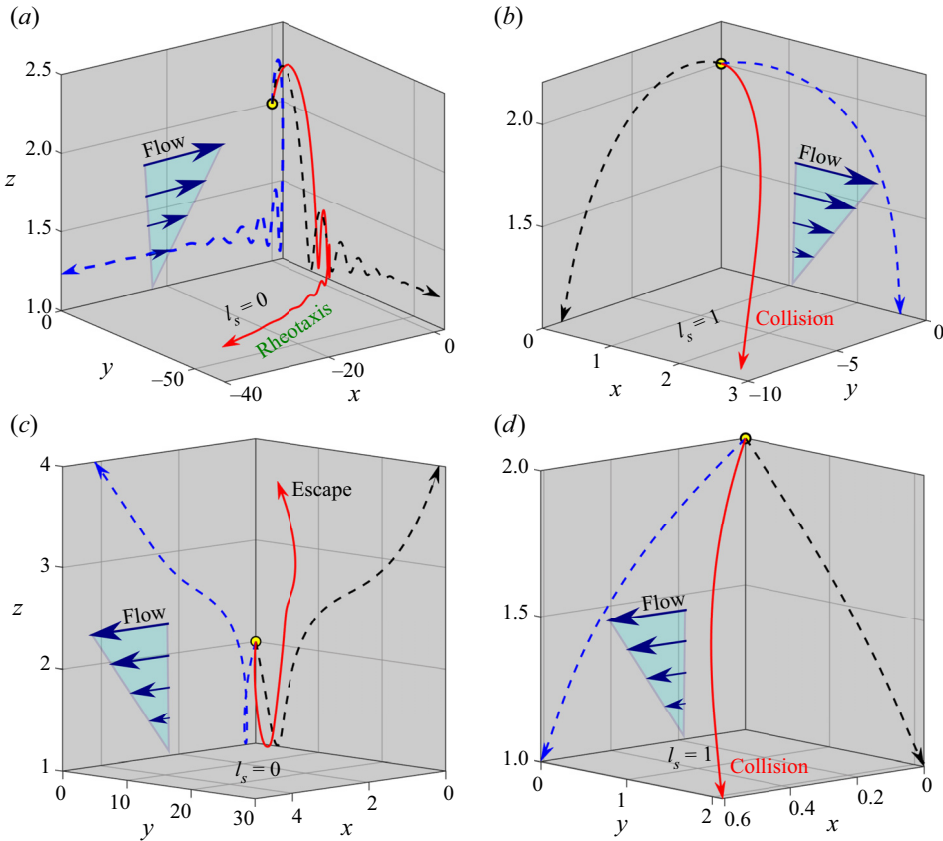 (a)
2.5
2.0
z
1.5
1.0
Flow
l_s = 0
Rheotaxis
0
–50
y
–40
–20
0
x
(b)
2.0
1.5
Flow
l_s = 1
Collision
0
1
2
3
x
–10
–5
0
y
(c)
4
3
z
2
1
Escape
Flow
l_s = 0
0
10
20
30
y
4
2
0
x
(d)
2.0
1.5
1.0
Flow
l_s = 1
Collision
0
1
2
y
0.6
0.4
0.2
0
x